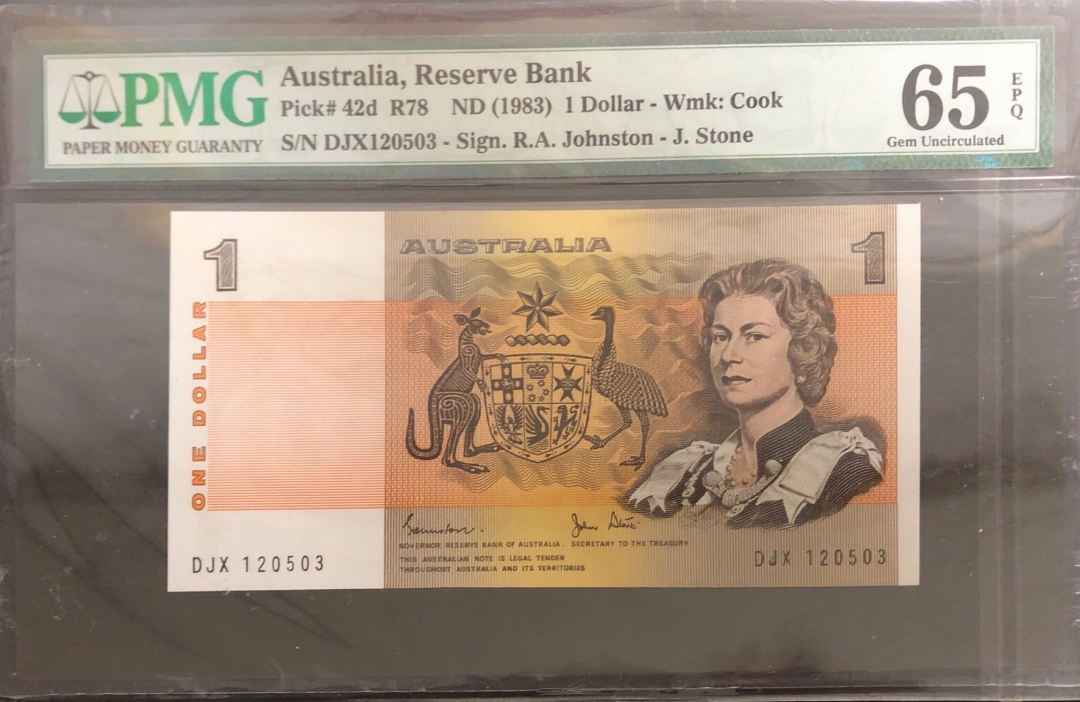 PMG
PAPER MONEY GUARANTY
Australia, Reserve Bank
Pick# 42d R78 ND (1983) 1 Dollar - Wmk: Cook
S/N DJX120503 - Sign. R.A. Johnston - J. Stone
65
EPQ
Gem Uncirculated
1
AUSTRALIA
1
ONE DOLLAR
John Stone
GOVERNOR RESERVE BANK OF AUSTRALIA. SECRETARY TO THE TREASURY
THIS AUSTRALIAN NOTE IS LEGAL TENDER
THROUGHOUT AUSTRALIA AND ITS TERRITORIES
DJX 120503
DJX 120503